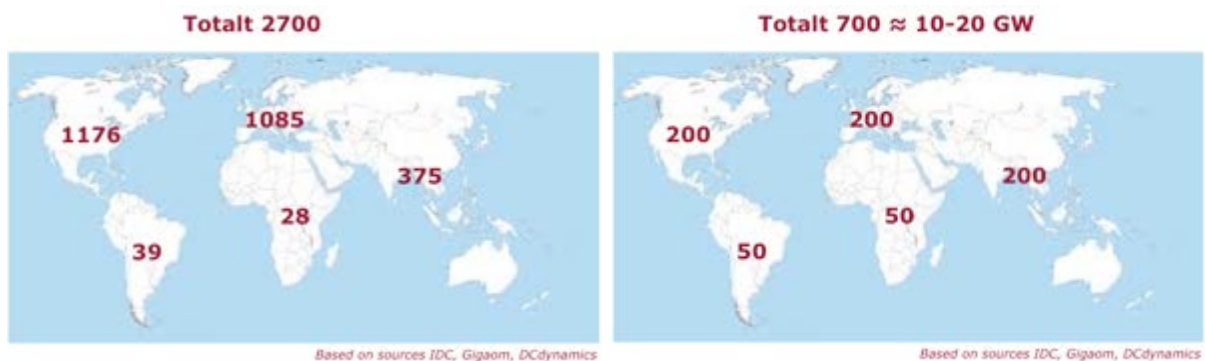 Totalt 2700
1176
1085
375
28
39
Based on sources IDC, Gigaom, DCdynamics
Totalt 700 ≈ 10-20 GW
200
200
200
50
50
Based on sources IDC, Gigaom, DCdynamics